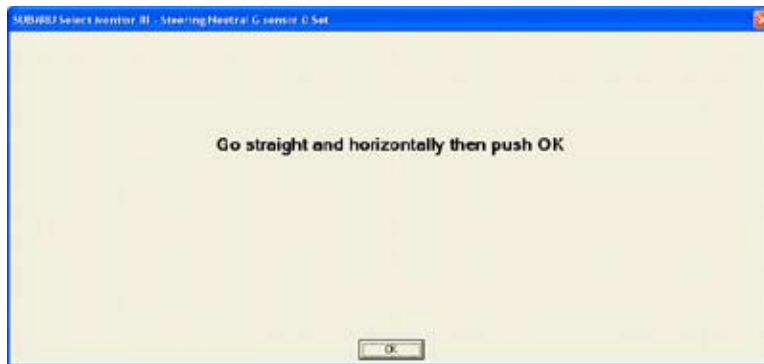 SUBARU Select Monitor III - Steering Neutral G sensor 0 Set
Go straight and horizontally then push OK
OK